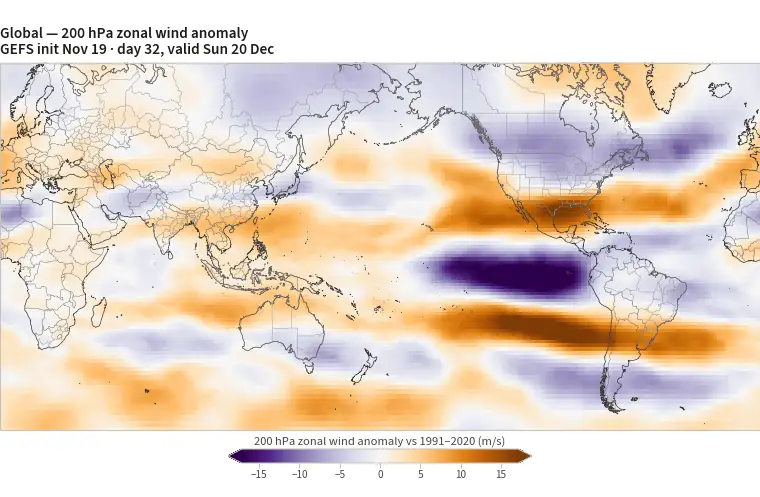 Global — 200 hPa zonal wind anomaly
GEFS init Nov 19 · day 32, valid Sun 20 Dec
200 hPa zonal wind anomaly vs 1991–2020 (m/s)
−15 −10 −5 0 5 10 15